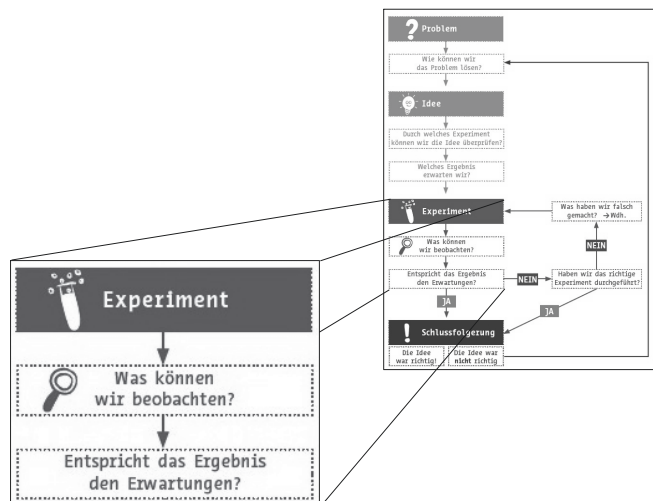 ? Problem
Wie können wir
das Problem lösen?
Idee
Durch welches Experiment
können wir die Idee überprüfen?
Welches Ergebnis
erwarten wir?
Experiment
Was haben wir falsch
gemacht? → Wdh.
Was können
wir beobachten?
NEIN
Entspricht das Ergebnis
den Erwartungen?
NEIN
Haben wir das richtige
Experiment durchgeführt?
JA
JA
! Schlussfolgerung
Die Idee
war richtig!
Die Idee war
nicht richtig
Experiment
Was können
wir beobachten?
Entspricht das Ergebnis
den Erwartungen?